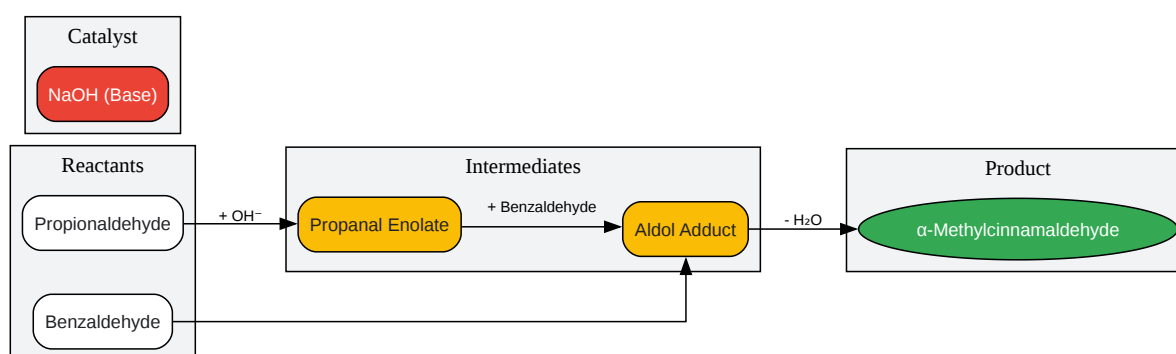 Catalyst
NaOH (Base)
Reactants
Propionaldehyde
Benzaldehyde
+ OH⁻
Intermediates
Propanal Enolate
+ Benzaldehyde
Aldol Adduct
- H₂O
Product
α-Methylcinnamaldehyde